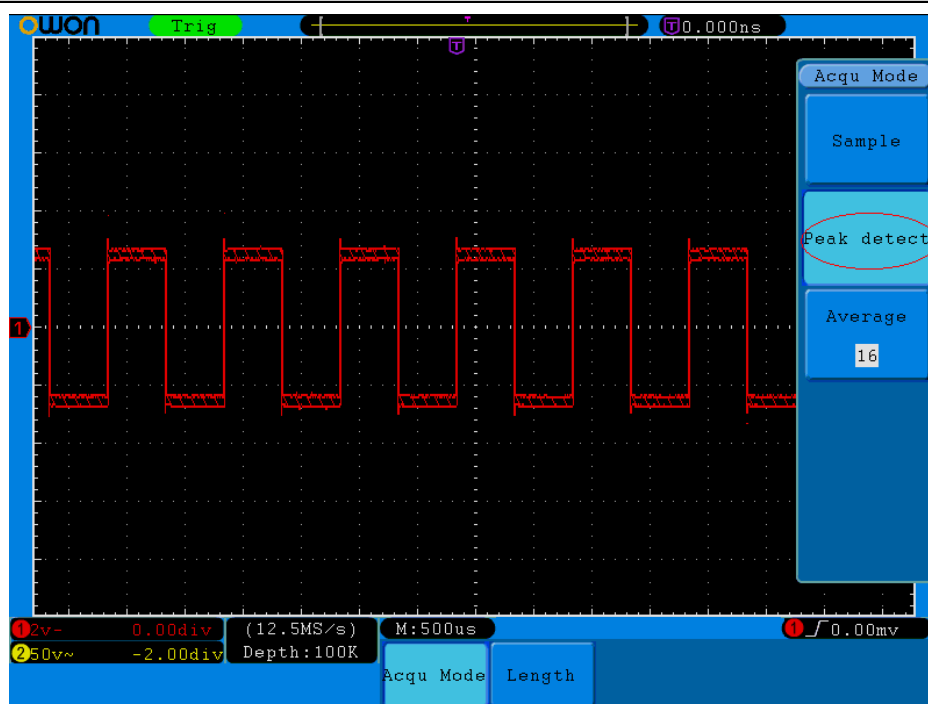 owon Trig T 0.000ns
T
Acqu Mode
Sample
Peak detect
Average
16
1
1 2v- 0.00div (12.5MS/s) M:500us 1 0.00mv
2 50v~ -2.00div Depth:100K
Acqu Mode Length